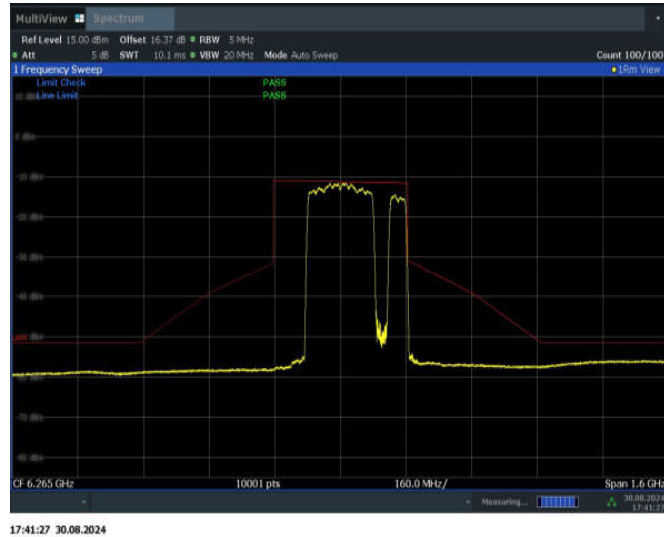 MultiView Spectrum
Ref Level 15.00 dBm Offset 16.37 dB RBW 5 MHz
Att 5 dB SWT 10.1 ms VBW 20 MHz Mode Auto Sweep Count 100/100
1 Frequency Sweep 1Rm View
Limit Check PASS
Line Limit PASS
0 dBm
-10 dBm
-20 dBm
-30 dBm
-40 dBm
-70 dBm
-80 dBm
CF 6.265 GHz 10001 pts 160.0 MHz/ Span 1.6 GHz
Measuring... 30.08.2024
17:41:27
17:41:27 30.08.2024